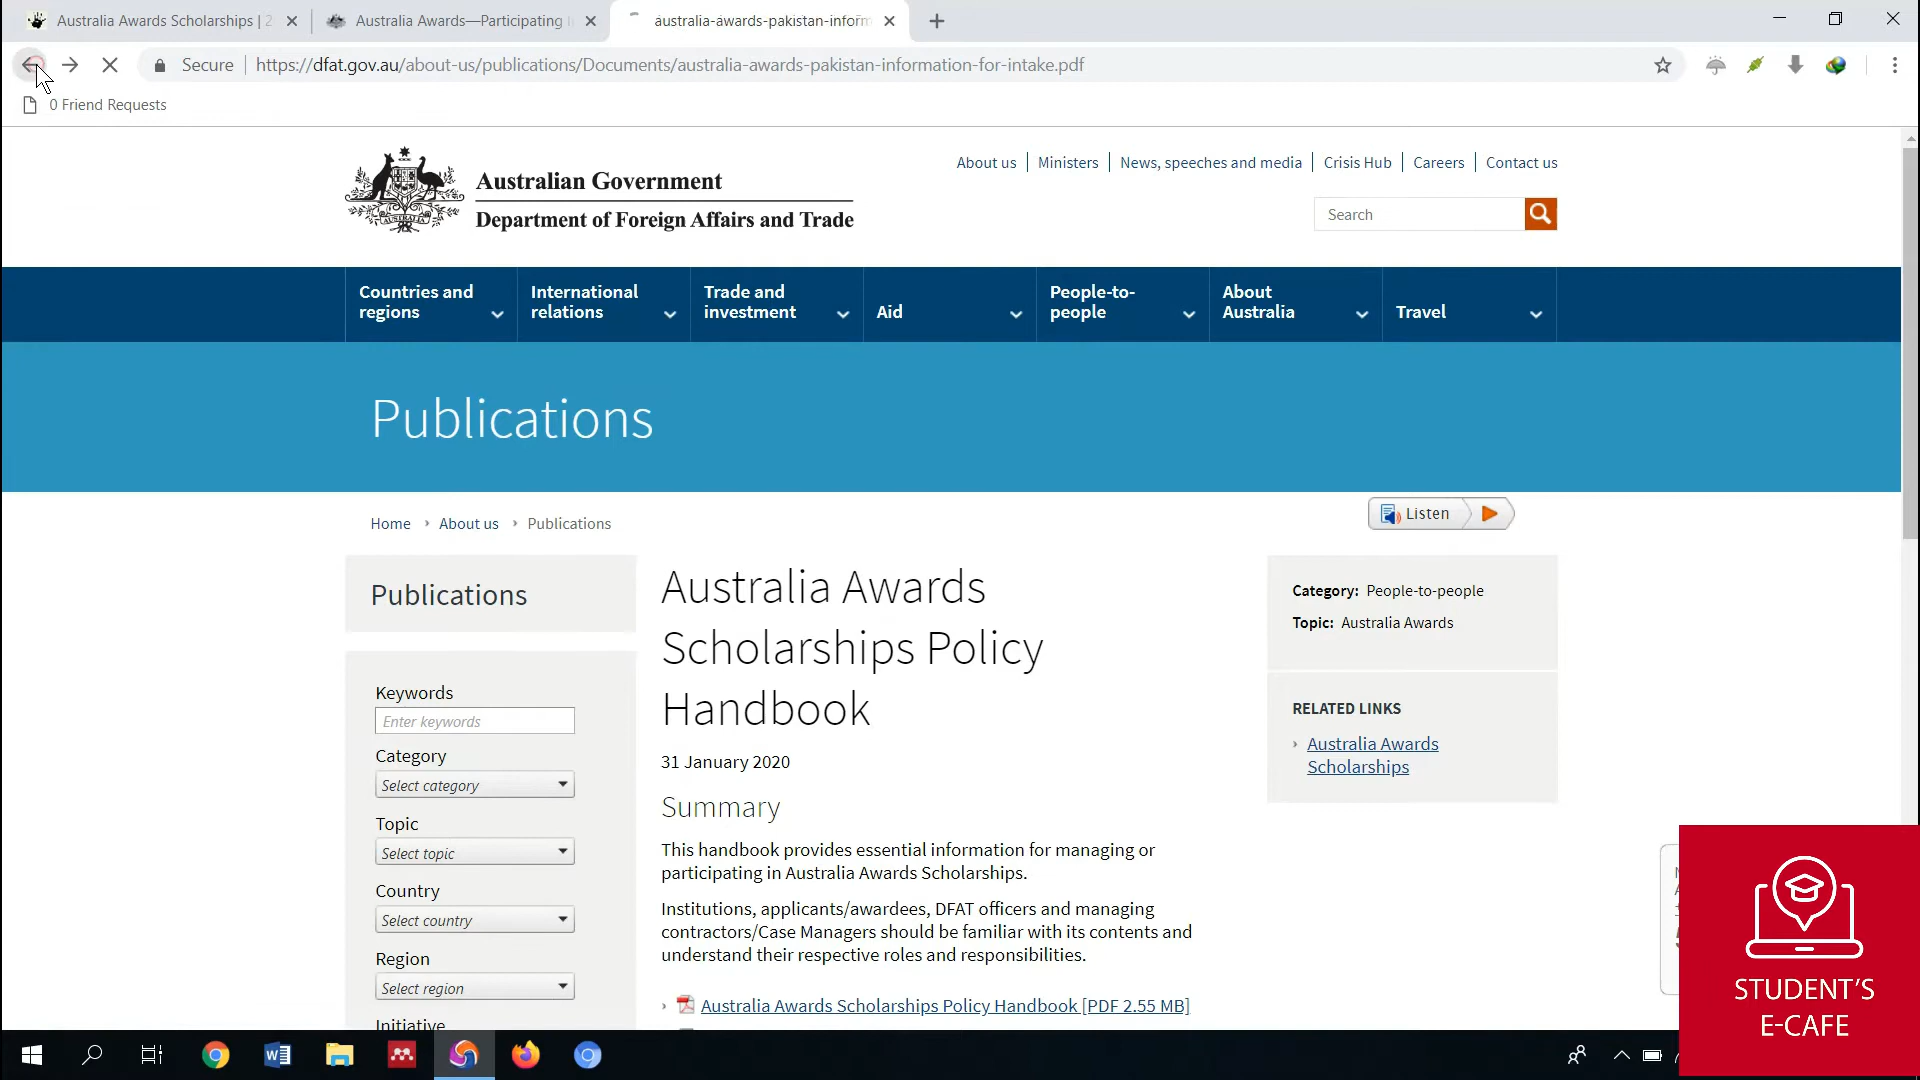 Australia Awards Scholarships | 2
Australia Awards—Participating
australia-awards-pakistan-inform
Secure
https://dfat.gov.au/about-us/publications/Documents/australia-awards-pakistan-information-for-intake.pdf
0 Friend Requests
Australian Government
Department of Foreign Affairs and Trade
About us
Ministers
News, speeches and media
Crisis Hub
Careers
Contact us
Search
Countries and
regions
International
relations
Trade and
investment
Aid
People-to-
people
About
Australia
Travel
Publications
Home
About us
Publications
Listen
Publications
Keywords
Enter keywords
Category
Select category
Topic
Select topic
Country
Select country
Region
Select region
Initiative
Australia Awards
Scholarships Policy
Handbook
31 January 2020
Summary
This handbook provides essential information for managing or
participating in Australia Awards Scholarships.
Institutions, applicants/awardees, DFAT officers and managing
contractors/Case Managers should be familiar with its contents and
understand their respective roles and responsibilities.
Australia Awards Scholarships Policy Handbook [PDF 2.55 MB]
Category: People-to-people
Topic: Australia Awards
RELATED LINKS
Australia Awards
Scholarships
STUDENT'S
E-CAFE